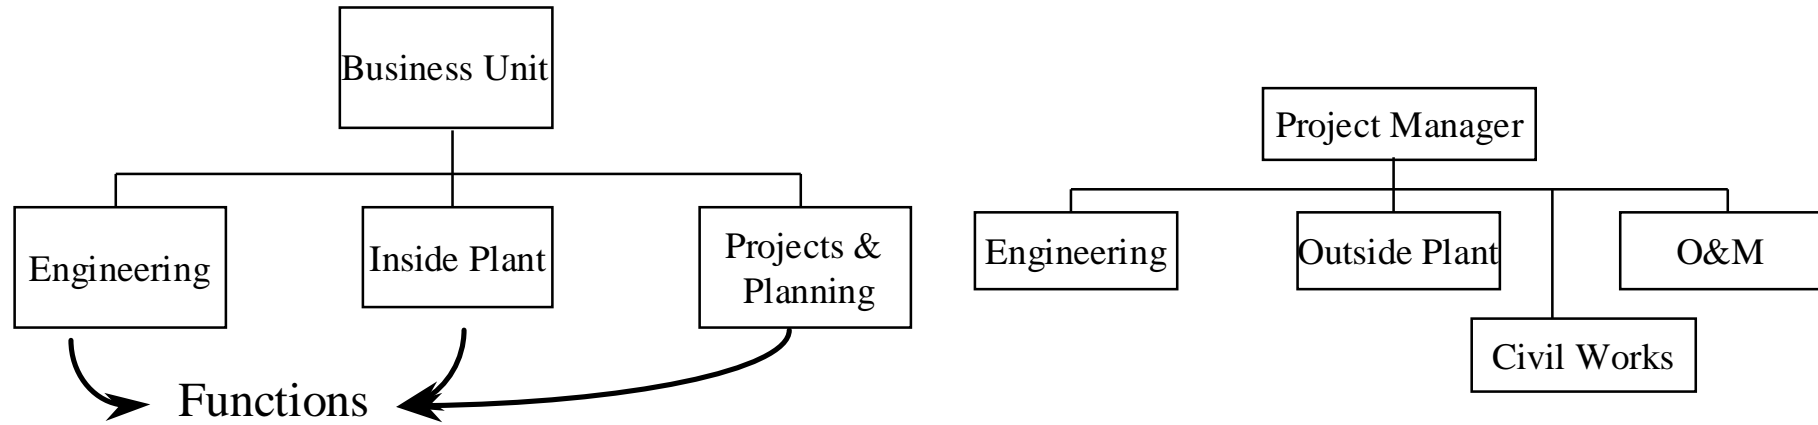 Business Unit
Engineering
Inside Plant
Projects &
Planning
Functions
Project Manager
Engineering
Outside Plant
O&M
Civil Works